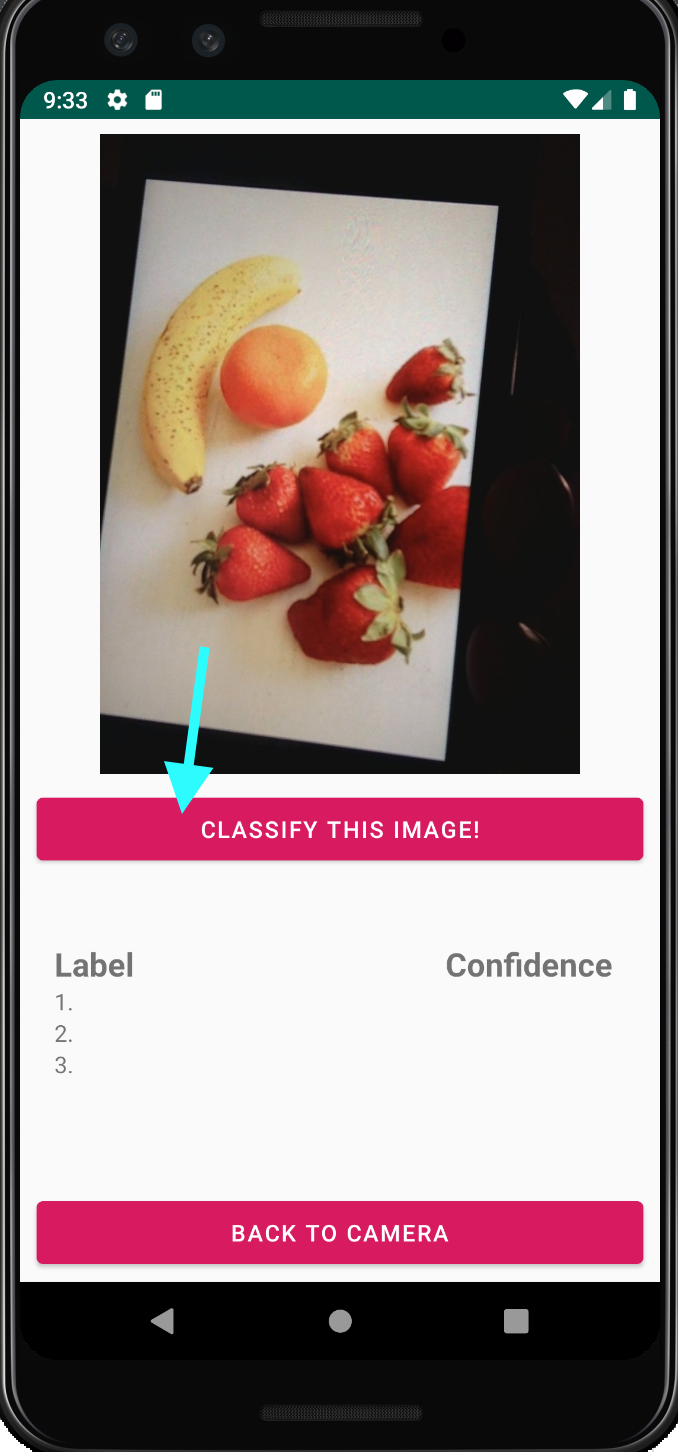 9:33
CLASSIFY THIS IMAGE!
Label Confidence
1.
2.
3.
BACK TO CAMERA